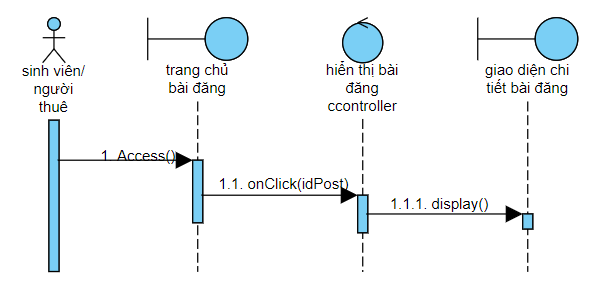 sinh viên/
người
thuê
trang chủ
bài đăng
hiển thị bài
đăng
ccontroller
giao diện chi
tiết bài đăng
1. Access()
1.1. onClick(idPost)
1.1.1. display()